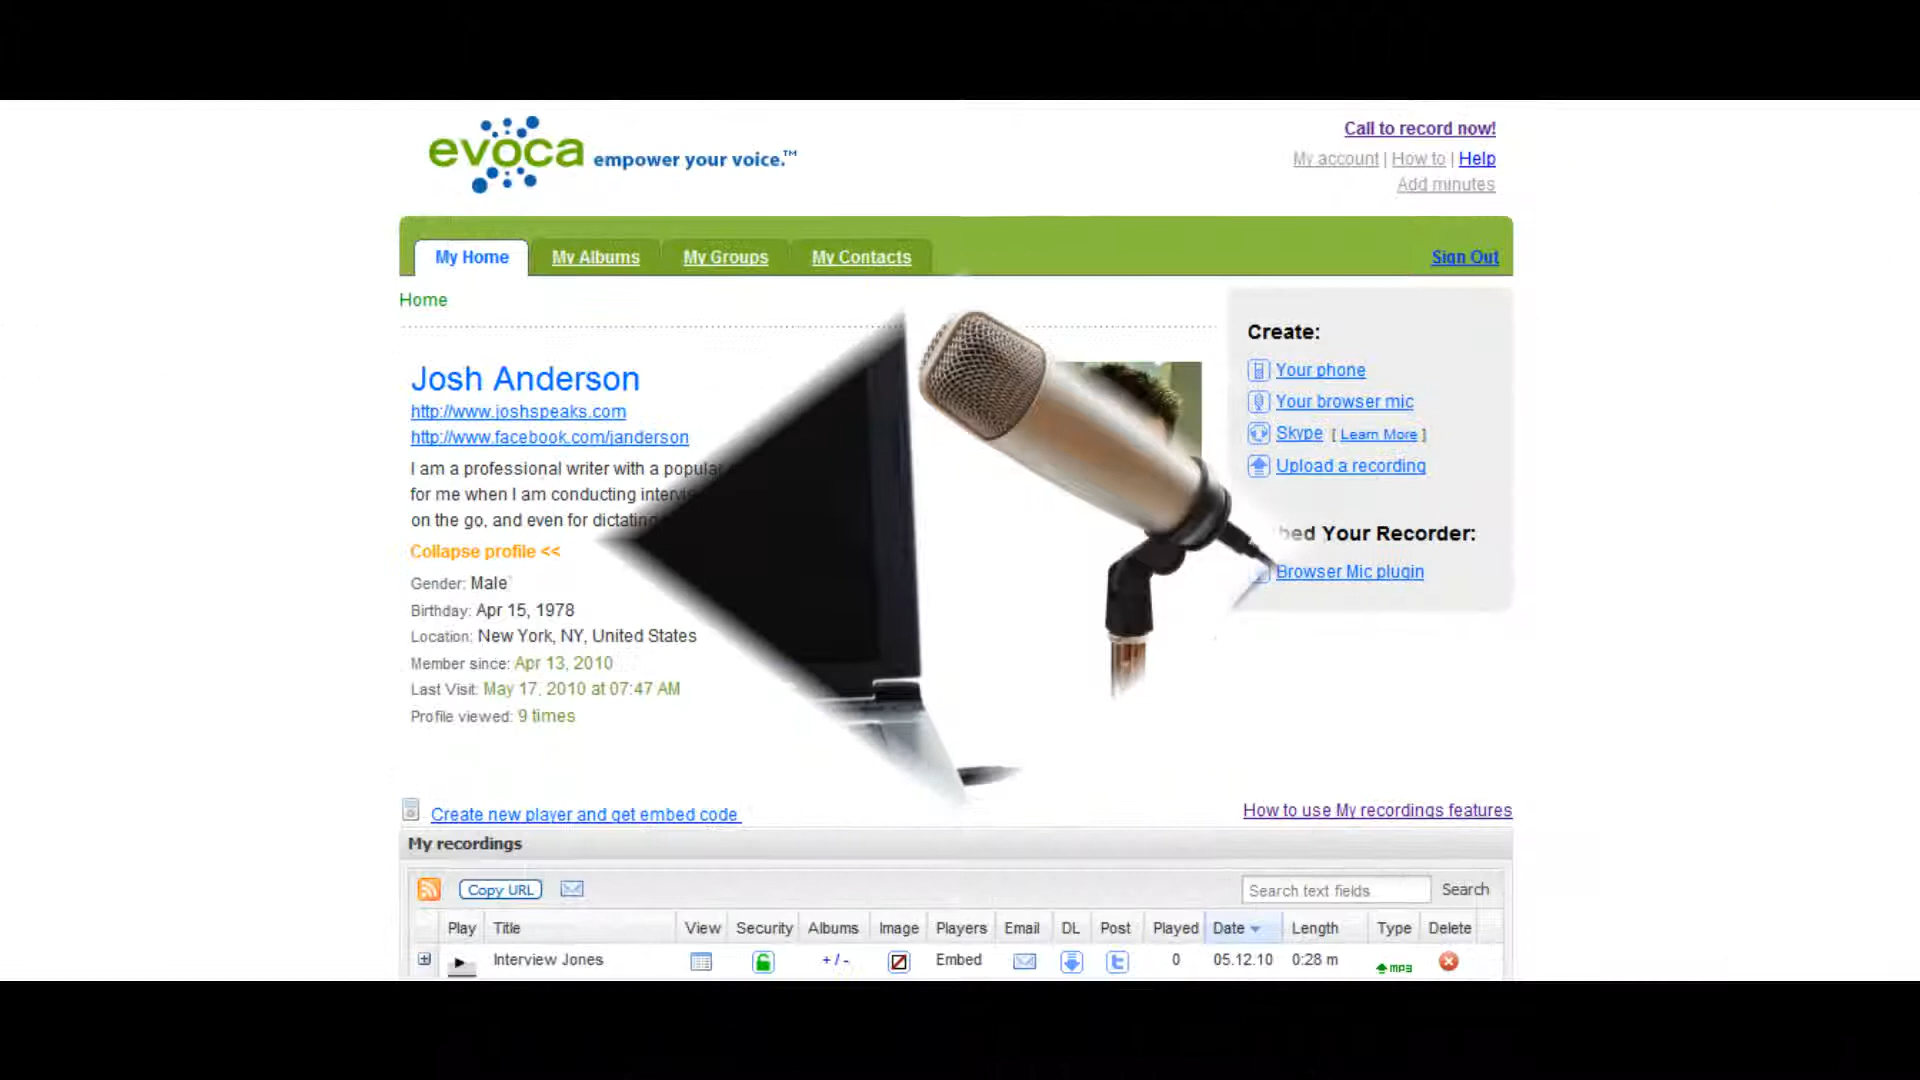 evoca empower your voice.™
Call to record now!
My account | How to | Help
Add minutes
My Home My Albums My Groups My Contacts Sign Out
Home
Josh Anderson
http://www.joshspeaks.com
http://www.facebook.com/janderson
I am a professional writer with a
for me when I am conducting
on the go, and even for dictating
Collapse profile <<
Gender: Male
Birthday: Apr 15, 1978
Location: New York, NY, United States
Member since: Apr 13, 2010
Last Visit: May 17, 2010 at 07:47 AM
Profile viewed: 9 times
Create:
Your phone
Your browser mic
Skype [ Learn More ]
Upload a recording
Your Recorder:
Browser Mic plugin
Create new player and get embed code
How to use My recordings features
My recordings
Copy URL Search text fields Search
Play Title View Security Albums Image Players Email DL Post Played Date Length Type Delete
Interview Jones + / - Embed 0 05.12.10 0:28 m mp3